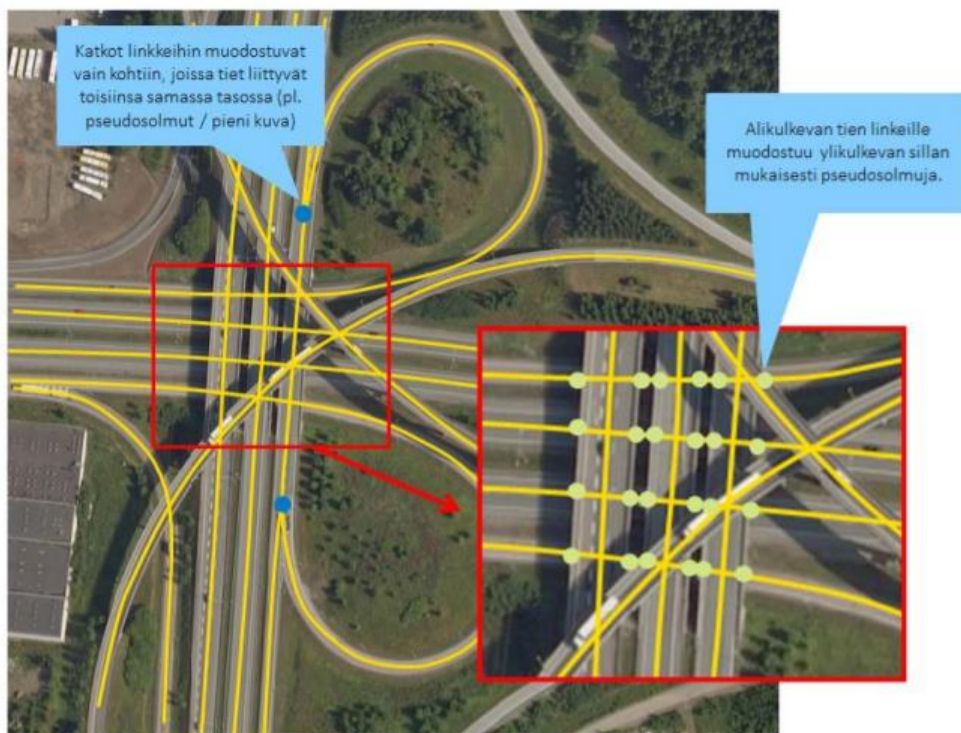 Katkot linkkeihin muodostuvat
vain kohtiin, joissa tiet liittyvät
toisiinsa samassa tasossa (pl.
pseudosolmut / pieni kuva)
Alikulkevan tien linkeille
muodostuu ylikulkevan sillan
mukaisesti pseudosolmuja.